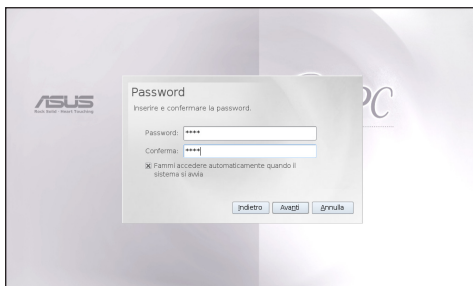 ASUS
Rock Solid · Heart Touching
PC
Password
Inserire e confermare la password.
Password: ****
Conferma: ****
Fammi accedere automaticamente quando il
sistema si avvia
Indietro Avanti Annulla